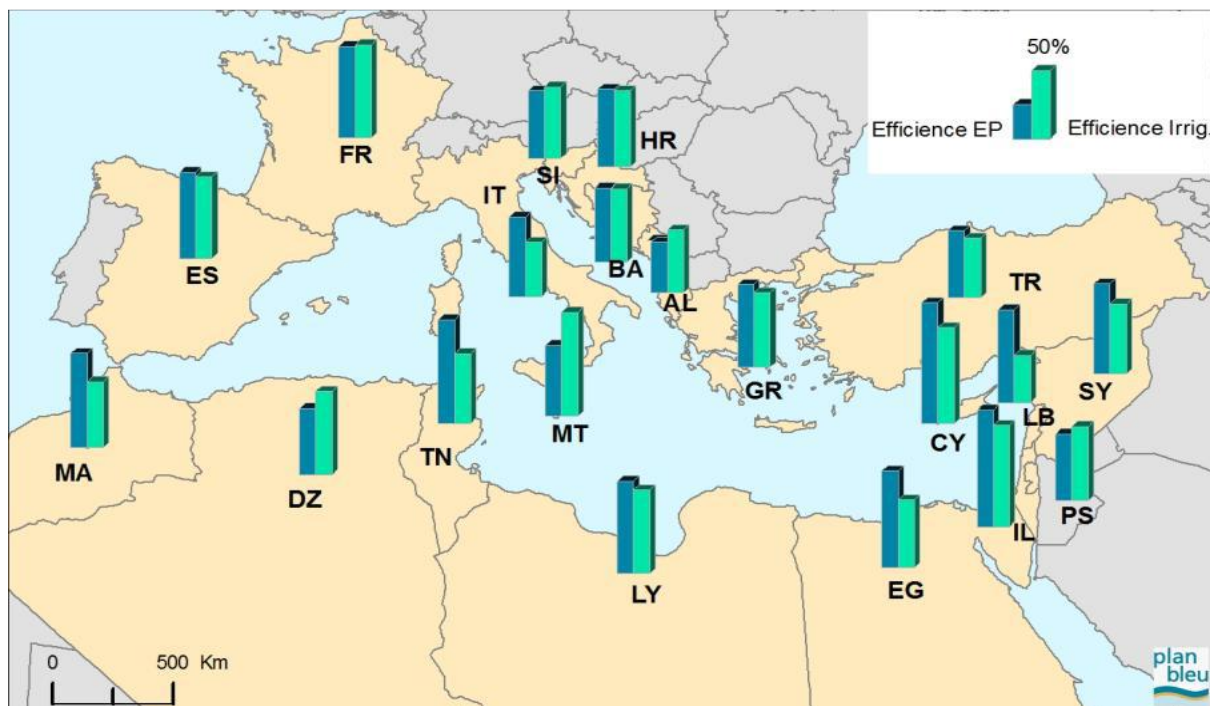 50%
Efficience EP
Efficience Irrig.
FR
HR
SI
IT
ES
BA
AL
TR
GR
SY
LB
CY
MA
TN
MT
DZ
IL
PS
LY
EG
0 500 Km
plan
bleu